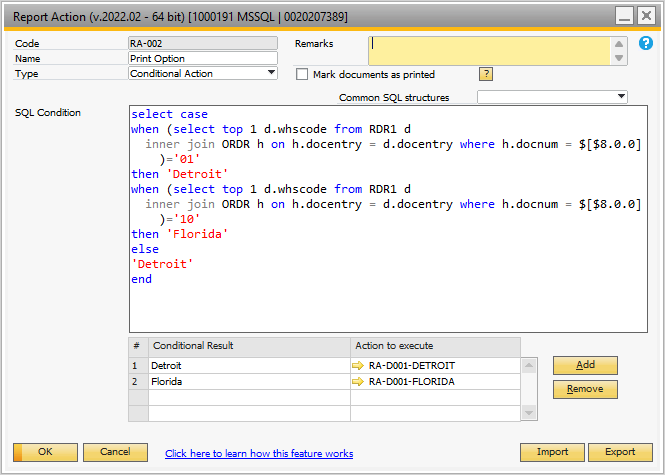 Report Action (v.2022.02 - 64 bit) [1000191 MSSQL | 0020207389]
Code RA-002 Remarks
Name Print Option
Type Conditional Action Mark documents as printed ?
Common SQL structures
SQL Condition
select case
when (select top 1 d.whscode from RDR1 d
inner join ORDR h on h.docentry = d.docentry where h.docnum = $[$8.0.0]
)='01'
then 'Detroit'
when (select top 1 d.whscode from RDR1 d
inner join ORDR h on h.docentry = d.docentry where h.docnum = $[$8.0.0]
)='10'
then 'Florida'
else
'Detroit'
end
# Conditional Result Action to execute
1 Detroit RA-D001-DETROIT
2 Florida RA-D001-FLORIDA
Add
Remove
OK Cancel Click here to learn how this feature works Import Export